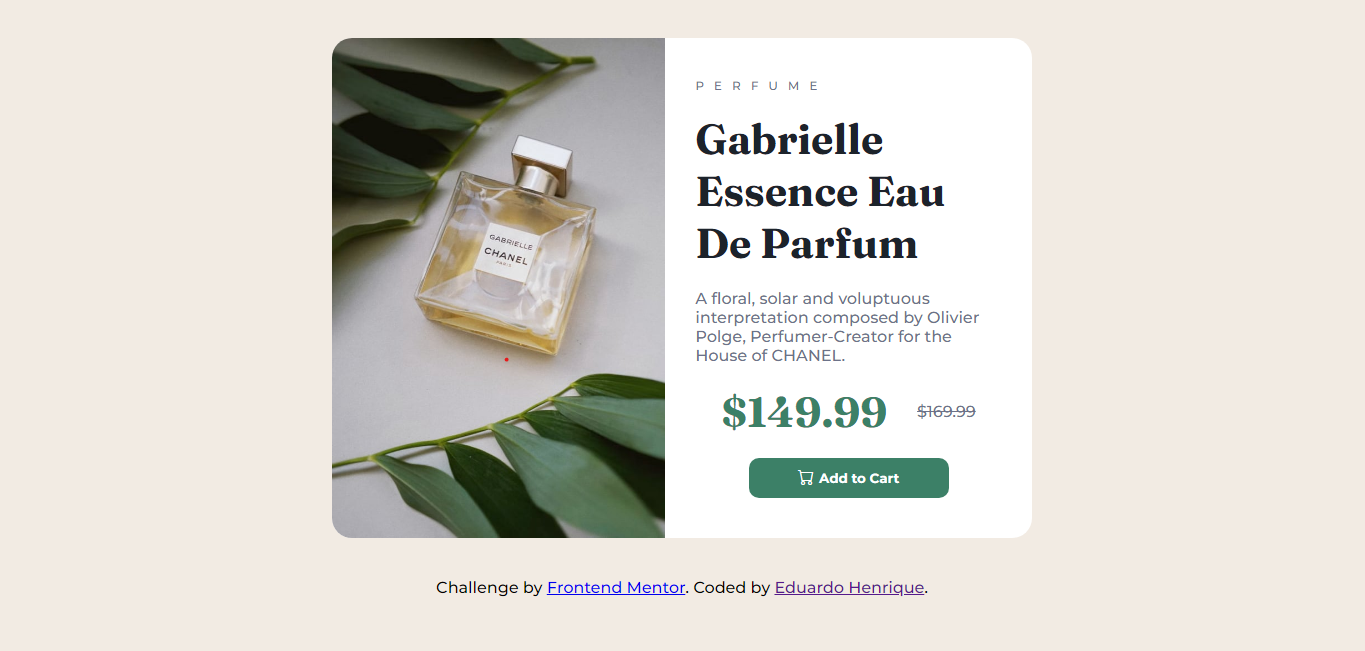 GABRIELLE
CHANEL
PARIS
PERFUME
Gabrielle
Essence Eau
De Parfum
A floral, solar and voluptuous
interpretation composed by Olivier
Polge, Perfumer-Creator for the
House of CHANEL.
$149.99 $169.99
Add to Cart
Challenge by Frontend Mentor. Coded by Eduardo Henrique.